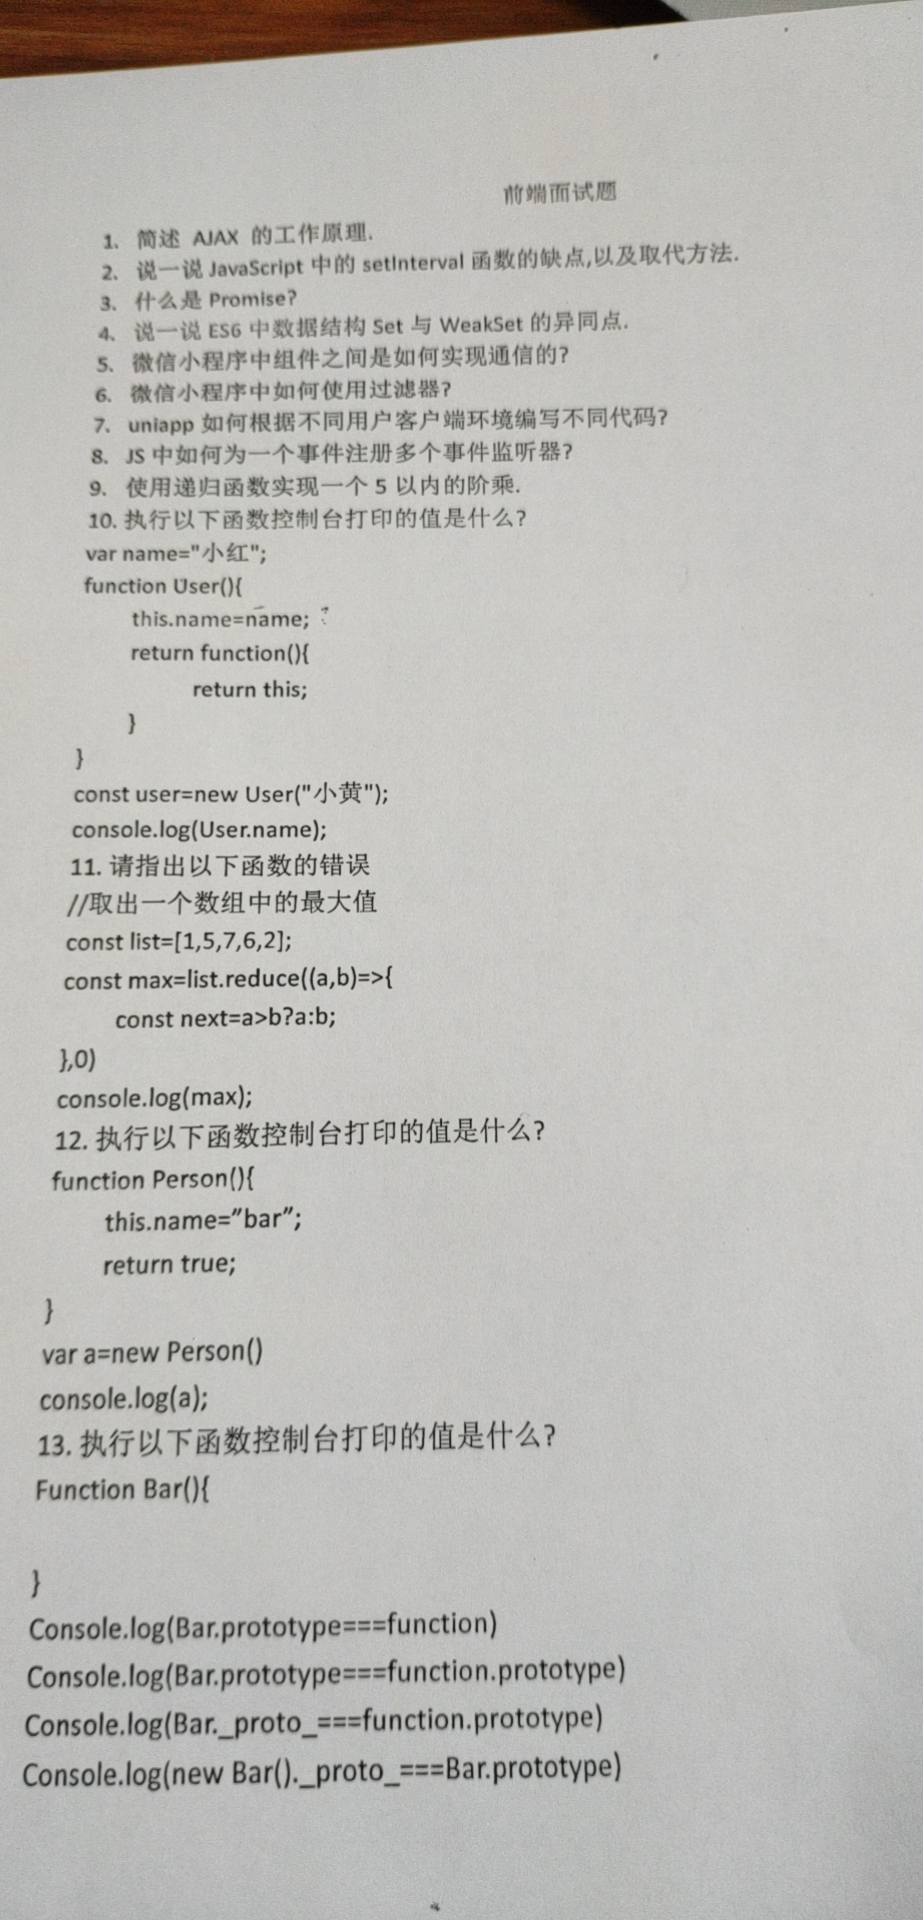 前端面试题
1、 简述 AJAX 的工作原理.
2、 说一说 JavaScript 中的 setInterval 函数的缺点,以及取代方法.
3、 什么是 Promise?
4、 说一说 ES6 中数据结构 Set 与 WeakSet 的异同点.
5、 微信小程序中组件之间是如何实现通信的?
6、 微信小程序中如何使用过滤器?
7、 uniapp 如何根据不同用户客户端环境编写不同代码?
8、 JS 中如何为一个事件注册多个事件监听器?
9、 使用递归函数实现一个 5 以内的阶乘.
10. 执行以下函数控制台打印的值是什么?
var name="小红";
function User(){
this.name=name;
return function(){
return this;
}
}
const user=new User("小黄");
console.log(User.name);
11. 请指出以下函数的错误
//取出一个数组中的最大值
const list=[1,5,7,6,2];
const max=list.reduce((a,b)=>{
const next=a>b?a:b;
},0)
console.log(max);
12. 执行以下函数控制台打印的值是什么?
function Person(){
this.name=”bar”;
return true;
}
var a=new Person()
console.log(a);
13. 执行以下函数控制台打印的值是什么?
Function Bar(){
}
Console.log(Bar.prototype===function)
Console.log(Bar.prototype===function.prototype)
Console.log(Bar._proto_===function.prototype)
Console.log(new Bar()._proto_===Bar.prototype)